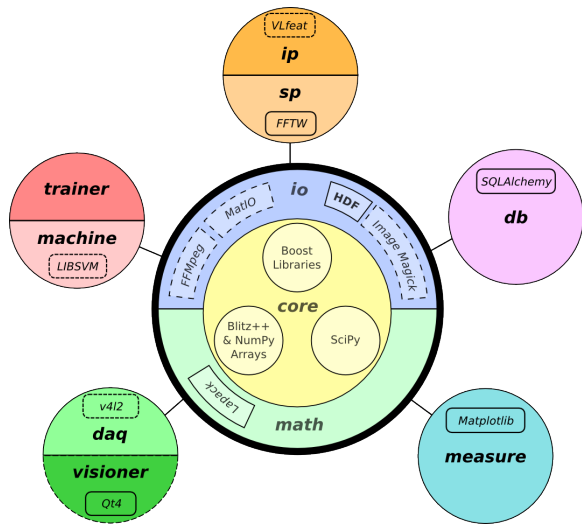 VLfeat
ip
sp
FFTW
trainer
machine
LIBSVM
io
MatIO
HDF
FFMpeg
Image Magick
SQLAlchemy
db
Boost
Libraries
core
Blitz++
& NumPy
Arrays
SciPy
Lapack
math
v4l2
daq
visioner
Qt4
Matplotlib
measure